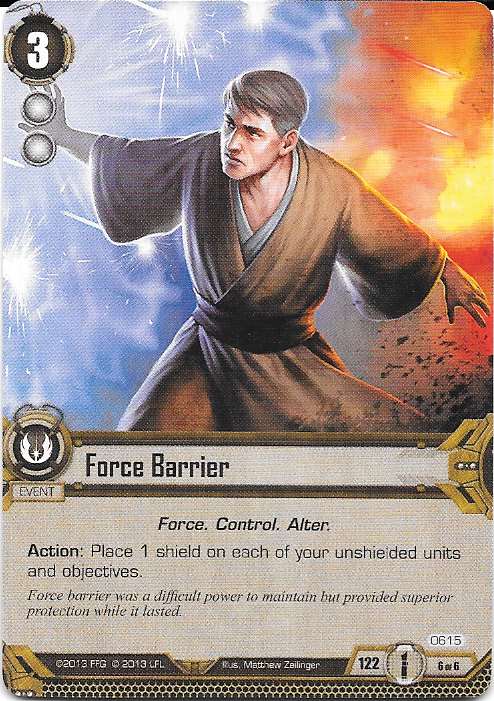 3
Force Barrier
EVENT
Force. Control. Alter.
Action: Place 1 shield on each of your unshielded units
and objectives.
Force barrier was a difficult power to maintain but provided superior
protection while it lasted.
0615
©2013 FFG © 2013 LFL
Illus. Matthew Zeilinger
122
6 of 6